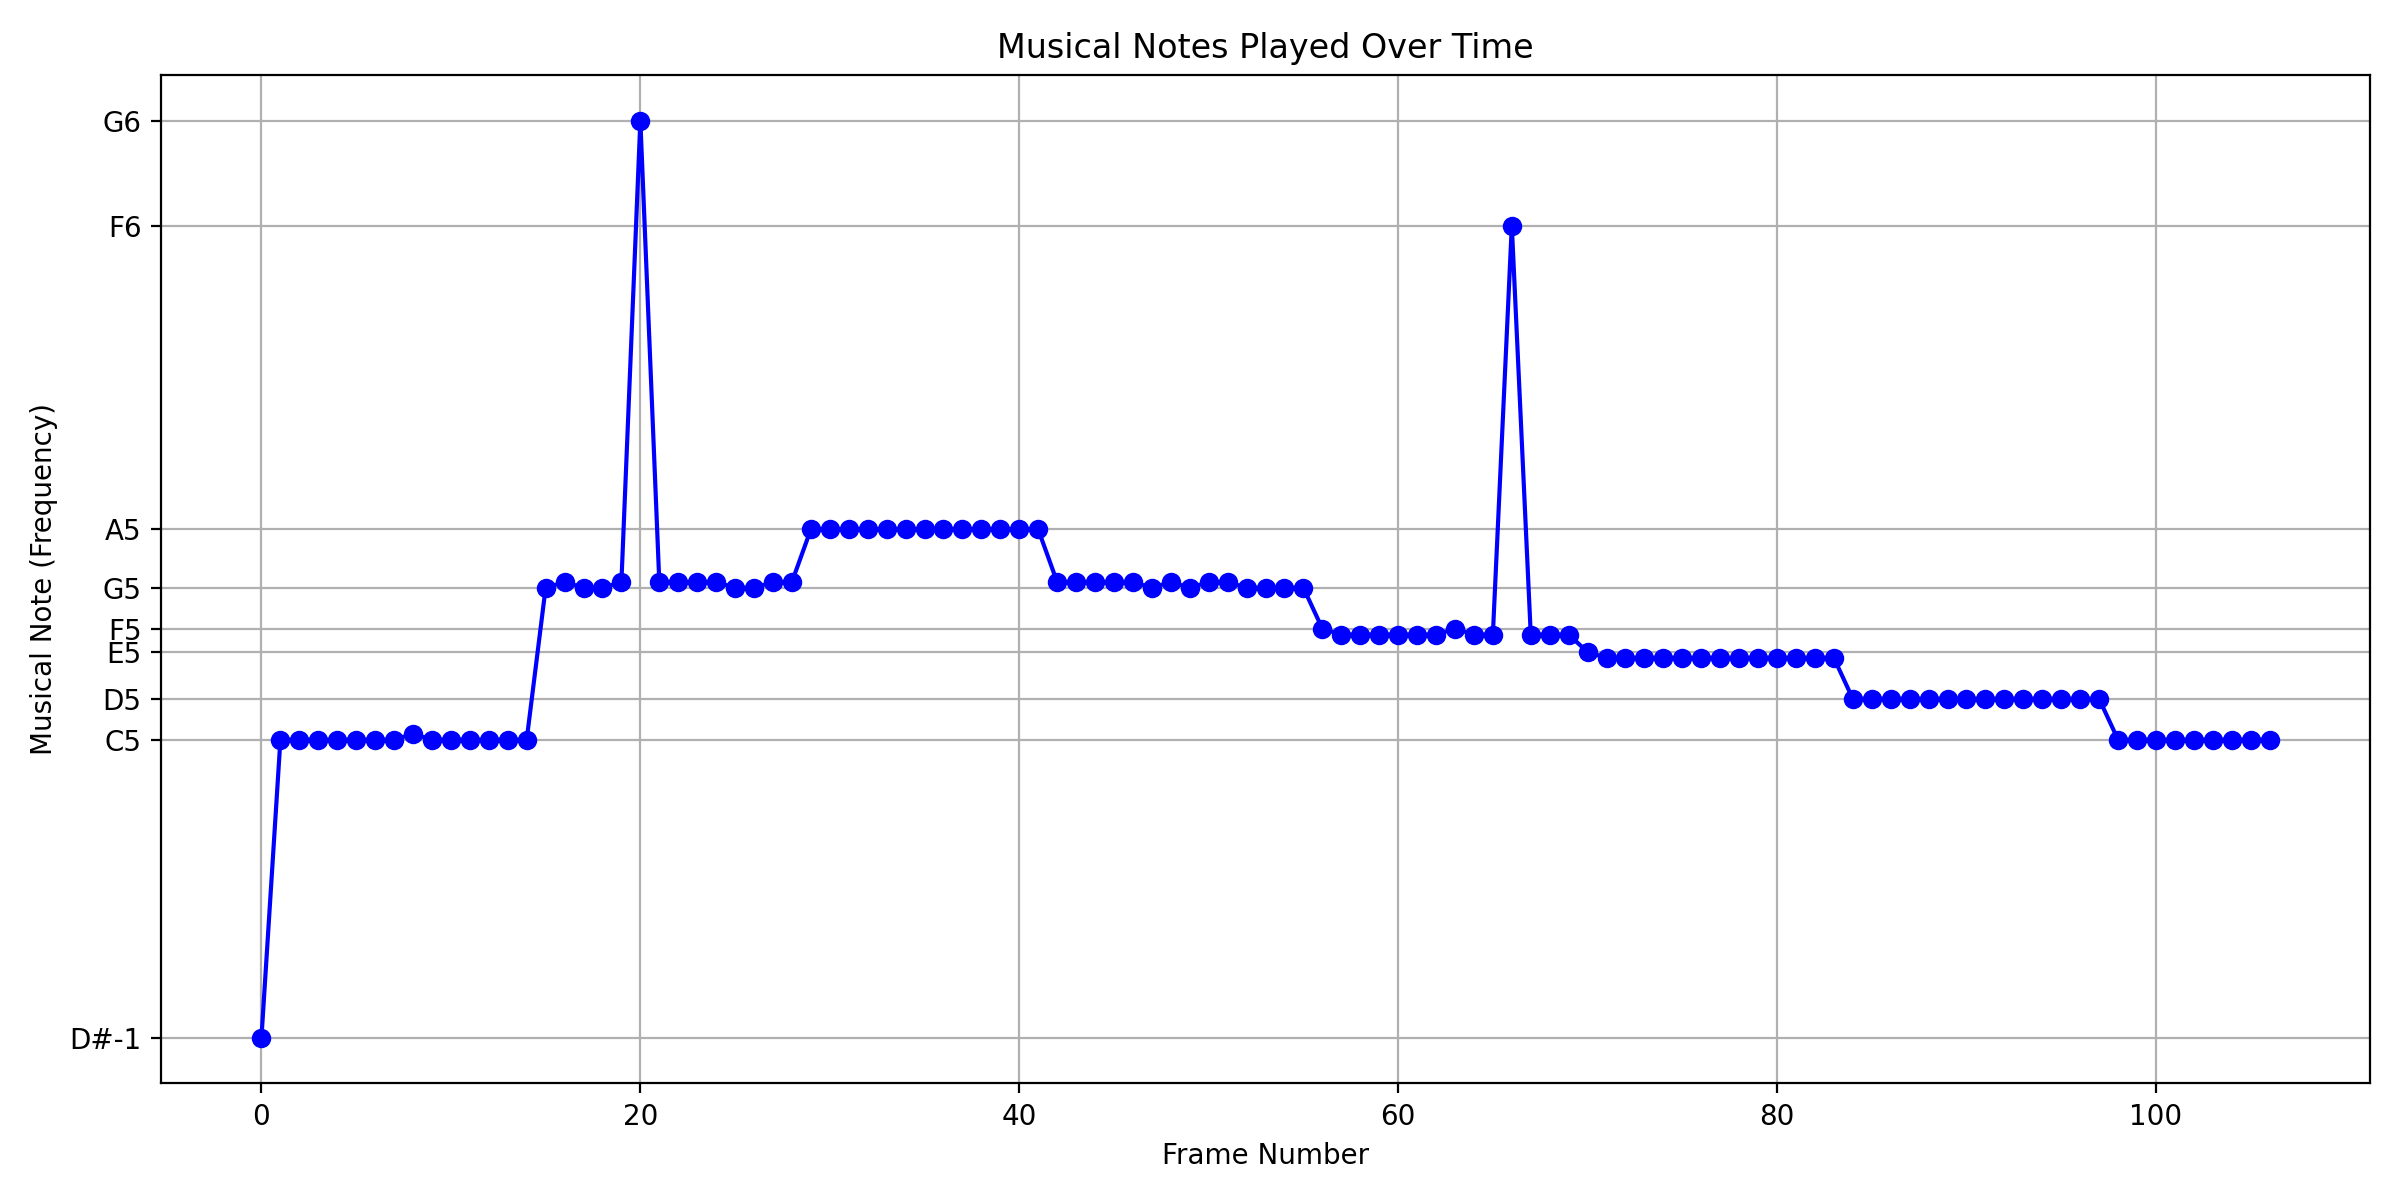 Musical Notes Played Over Time
Musical Note (Frequency)
G6
F6
A5
G5
F5
E5
D5
C5
D#-1
0 20 40 60 80 100
Frame Number